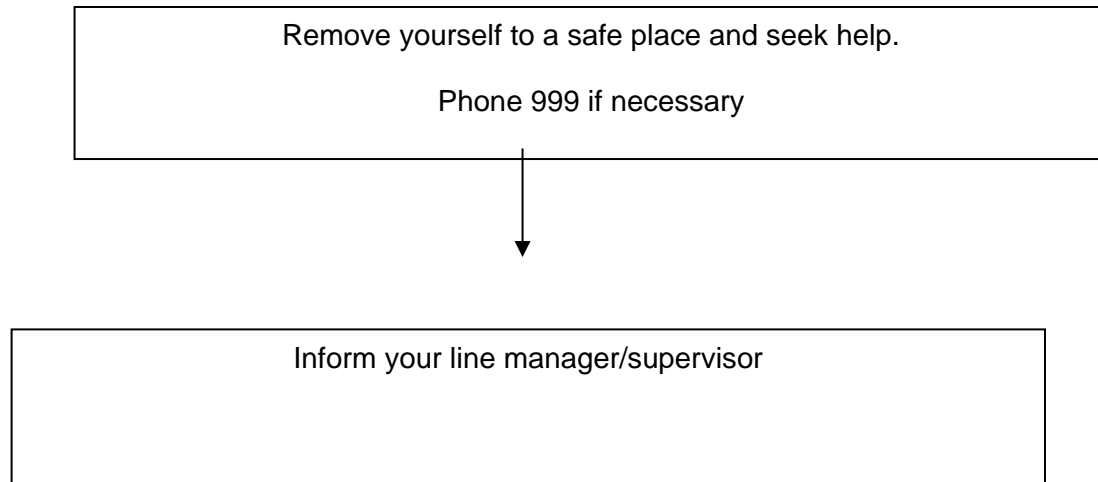 Remove yourself to a safe place and seek help.
Phone 999 if necessary
Inform your line manager/supervisor